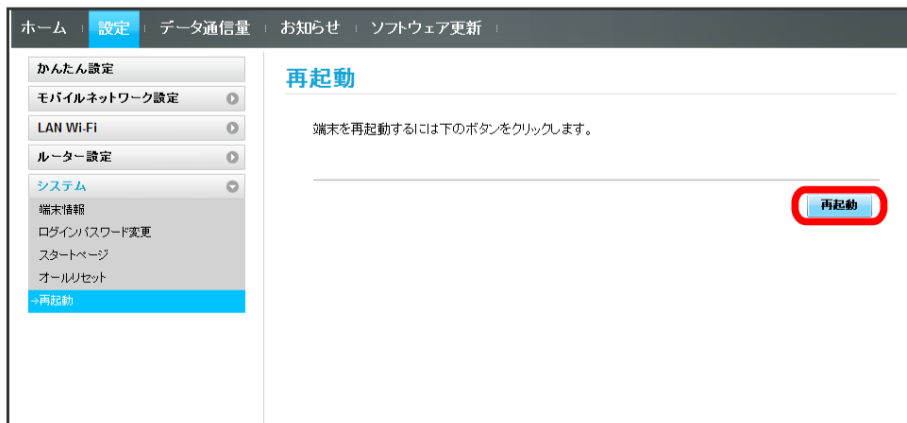 ホーム 設定 データ通信量 お知らせ ソフトウェア更新
かんたん設定
モバイルネットワーク設定
LAN Wi-Fi
ルーター設定
システム
端末情報
ログインパスワード変更
スタートページ
オールリセット
→再起動
再起動
端末を再起動するには下のボタンをクリックします。
再起動